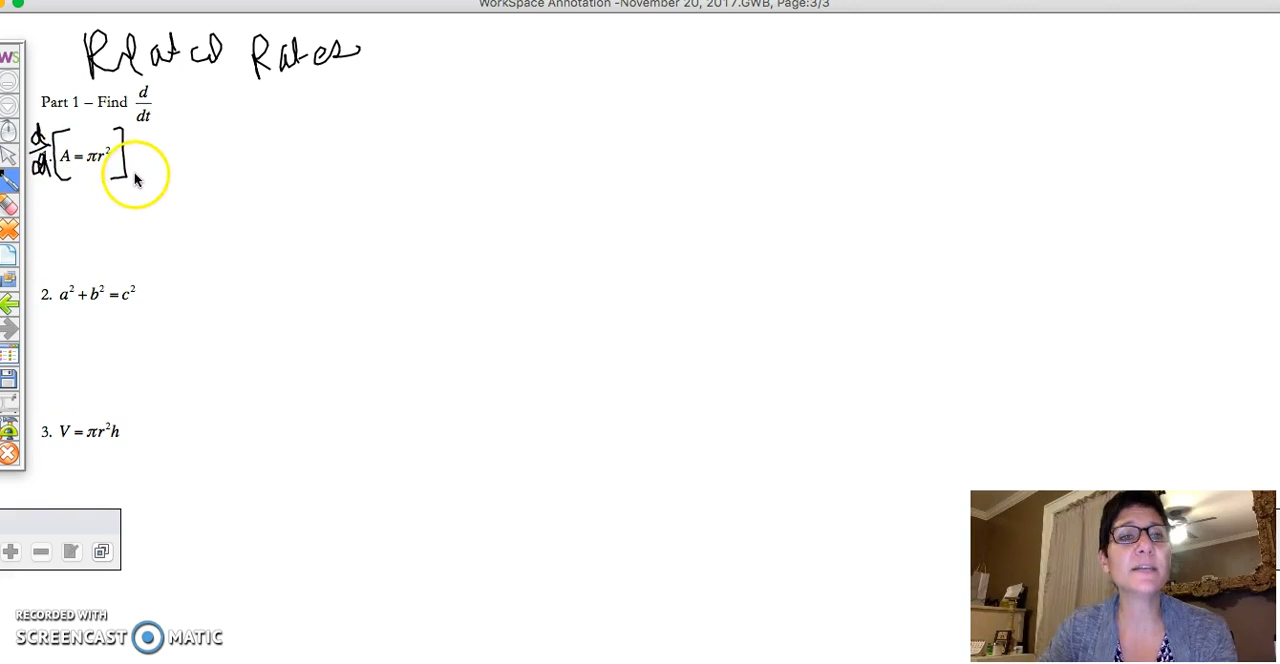 WorkSpace Annotation -November 20, 2017.GWB, Page:3/3
WS
Related Rates
Part 1 – Find d/dt
d/dt [A = πr²]
2. a² + b² = c²
3. V = πr²h
RECORDED WITH
SCREENCAST MATIC